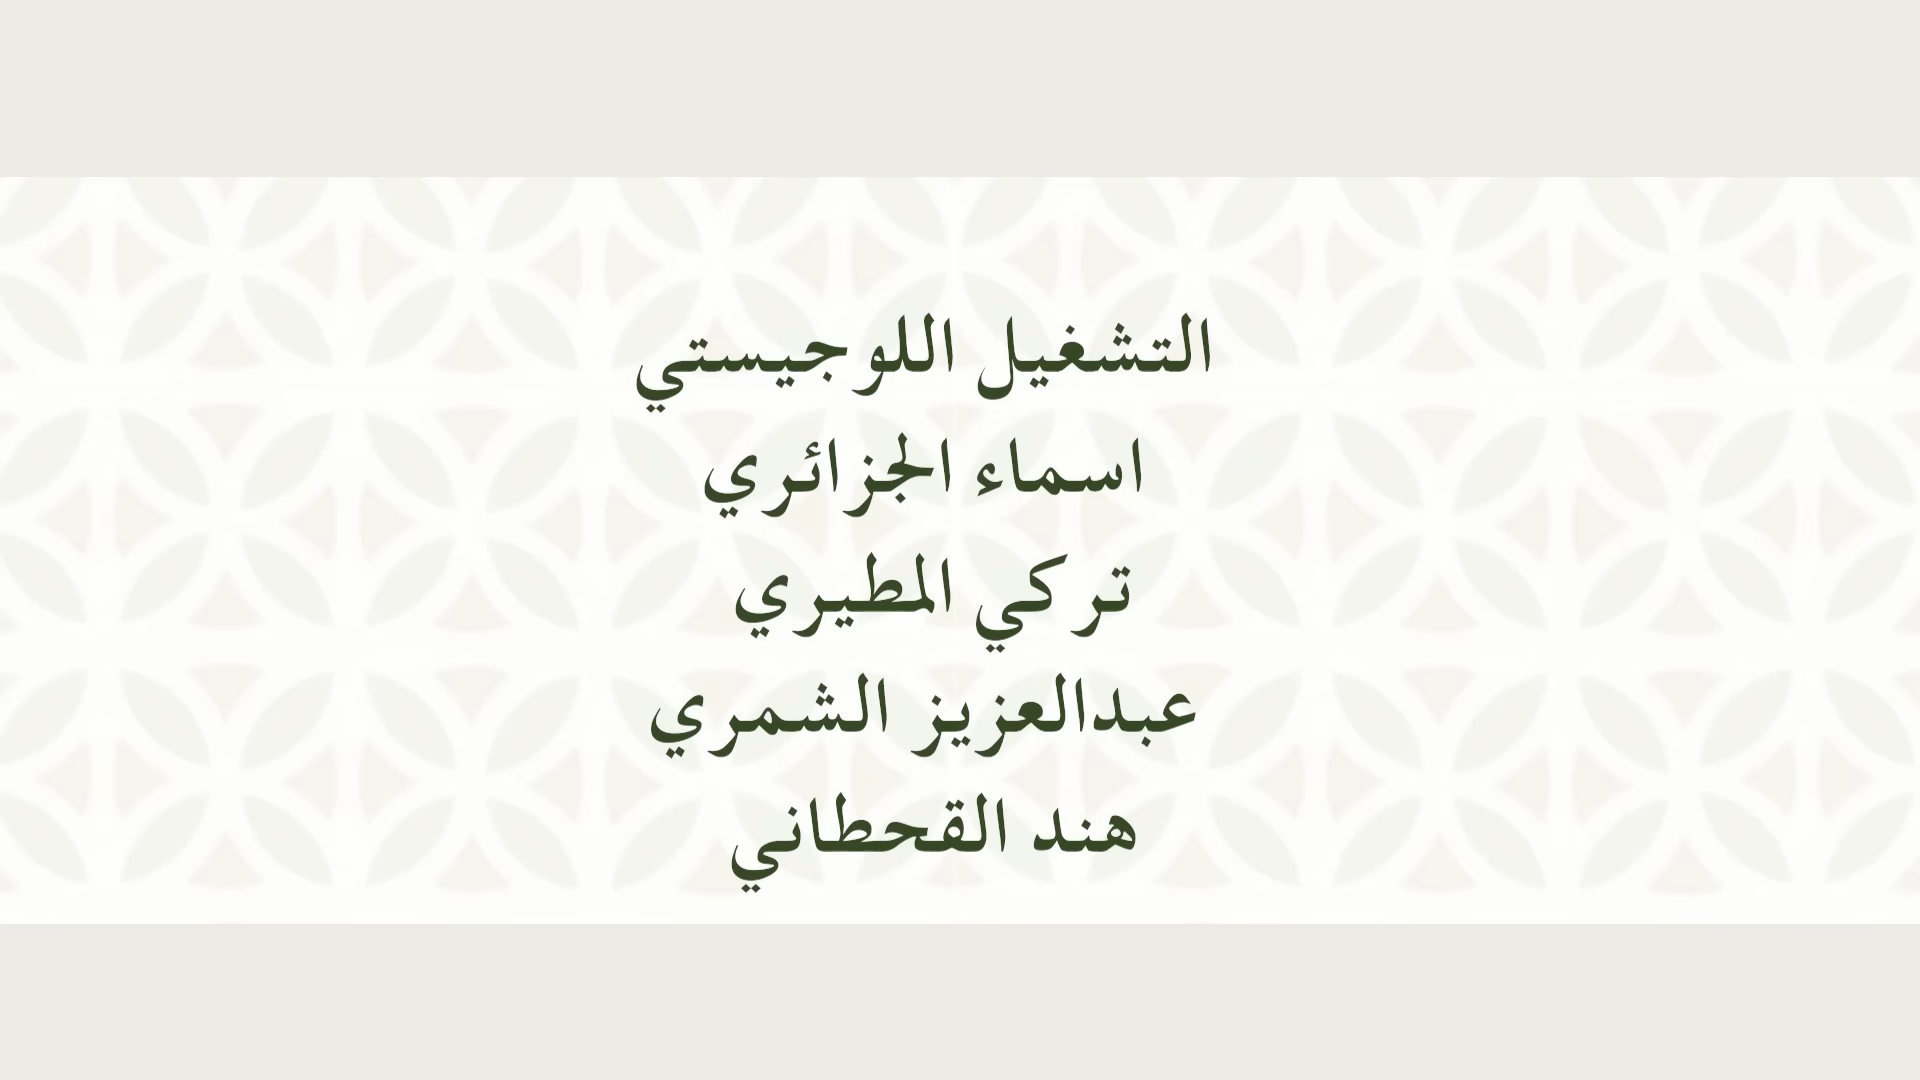 التشغيل اللوجيستي
اسماء الجزائري
تركي المطيري
عبدالعزيز الشمري
هند القحطاني